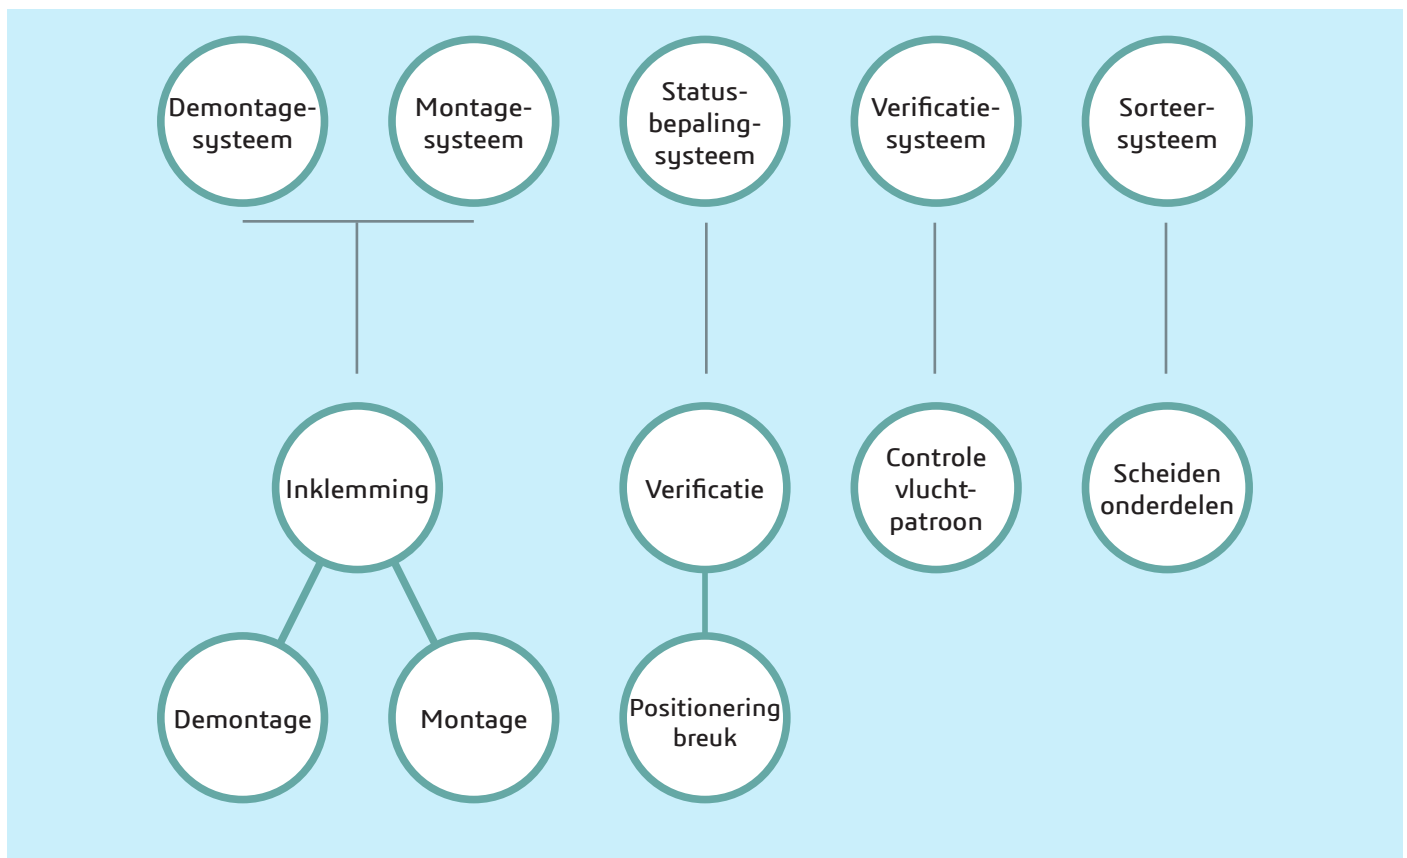 Demontage-
systeem
Montage-
systeem
Status-
bepaling-
systeem
Verificatie-
systeem
Sorteer-
systeem
Inklemming
Verificatie
Controle
vlucht-
patroon
Scheiden
onderdelen
Demontage
Montage
Positionering
breuk